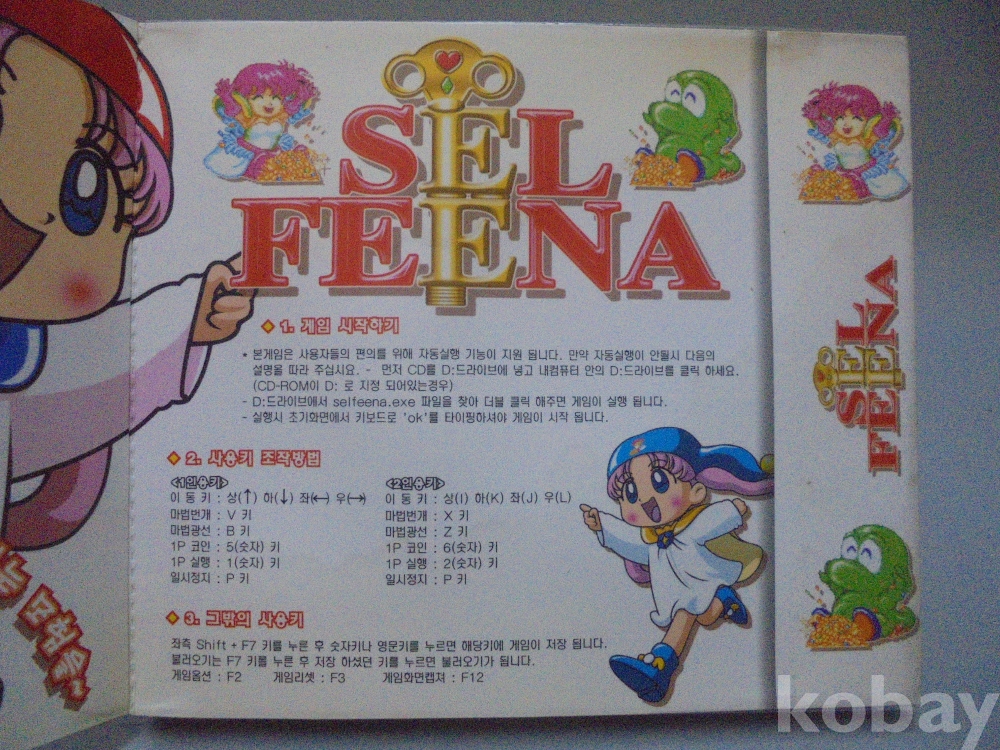 SEL
FEENA
1. 게임 시작하기
• 본게임은 사용자들의 편의를 위해 자동실행 기능이 지원 됩니다. 만약 자동실행이 안될시 다음의
설명을 따라 주십시요. - 먼저 CD를 D:드라이브에 넣고 내컴퓨터 안의 D:드라이브를 클릭 하세요.
(CD-ROM이 D: 로 지정 되어있는경우)
- D:드라이브에서 selfeena.exe 파일을 찾아 더블 클릭 해주면 게임이 실행 됩니다.
- 실행시 초기화면에서 키보드로 'ok'를 타이핑하셔야 게임이 시작 됩니다.
2. 사용키 조작방법
<1인용키>
이 동 키 : 상(↑) 하(↓) 좌(←) 우(→)
마법번개 : V 키
마법광선 : B 키
1P 코인 : 5(숫자) 키
1P 실행 : 1(숫자) 키
일시정지 : P 키
<2인용키>
이 동 키 : 상(I) 하(K) 좌(J) 우(L)
마법번개 : X 키
마법광선 : Z 키
1P 코인 : 6(숫자) 키
1P 실행 : 2(숫자) 키
일시정지 : P 키
3. 그밖의 사용키
좌측 Shift + F7 키를 누른 후 숫자키나 영문키를 누르면 해당키에 게임이 저장 됩니다.
불러오기는 F7 키를 누른 후 저장 하셨던 키를 누르면 불러오기가 됩니다.
게임옵션 : F2 게임리셋 : F3 게임화면캡쳐 : F12
SEL
FEENA
kobay